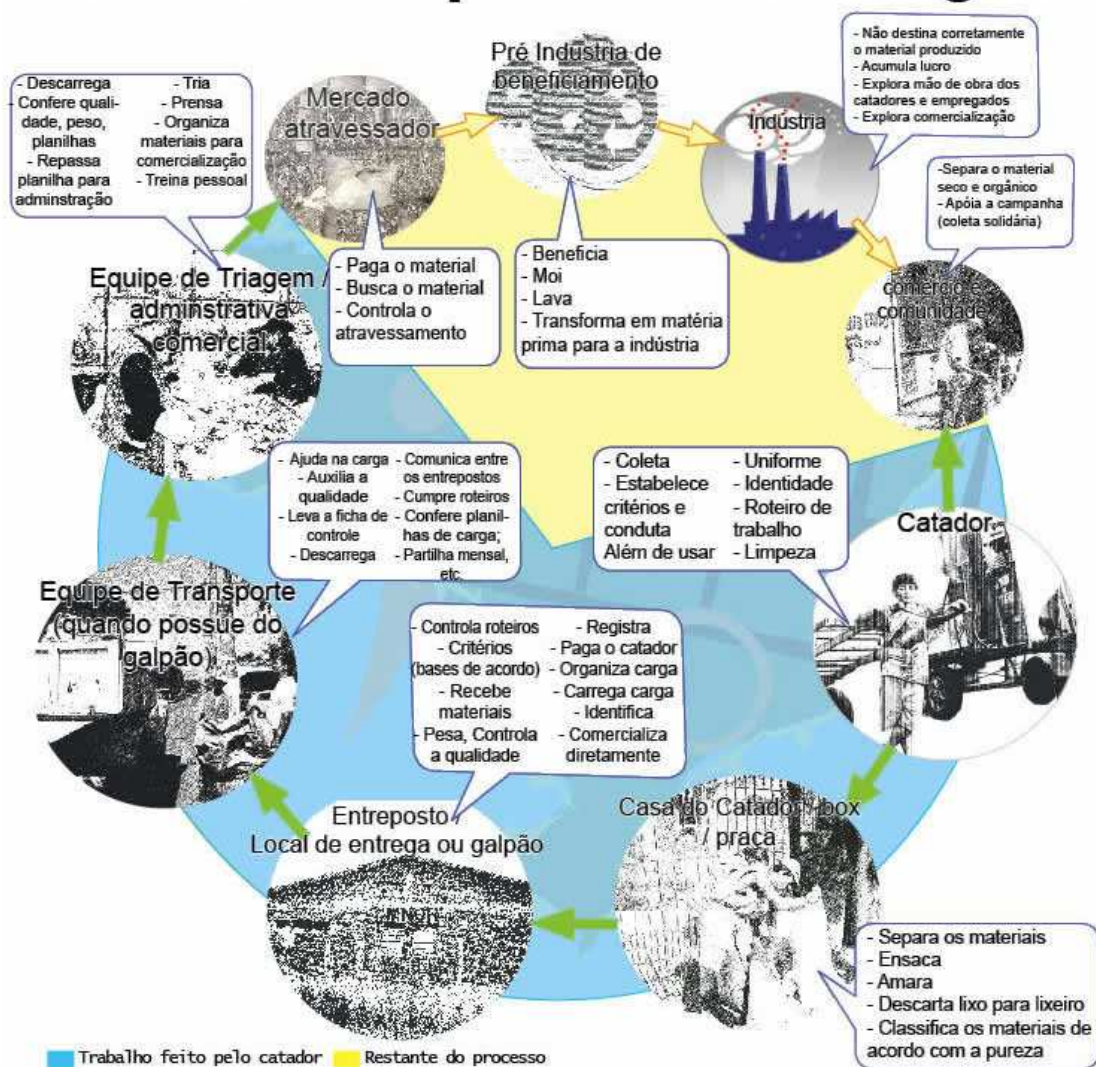 Pré Indústria de
beneficiamento
- Não destina corretamente
o material produzido
- Acumula lucro
- Explora mão de obra dos
catadores e empregados
- Explora comercialização
Indústria
- Descarrega
- Confere quali-
dade, peso,
planilhas
- Repassa
planilha para
adminstração
- Tria
- Prensa
- Organiza
materiais para
comercialização
- Treina pessoal
Mercado
atravessador
-Separa o material
seco e orgânico
- Apóia a campanha
(coleta solidária)
- Paga o material
- Busca o material
- Controla o
atravessamento
- Beneficia
- Moi
- Lava
- Transforma em matéria
prima para a indústria
comércio e
comunidade
Equipe de Triagem /
adminstrativa
comercial
- Ajuda na carga
- Auxilia a
qualidade
- Leva a ficha de
controle
- Descarrega
- Comunica entre
os entrepostos
- Cumpre roteiros
- Confere planil-
has de carga;
- Partilha mensal,
etc.
- Coleta
- Estabelece
critérios e
conduta
Além de usar
- Uniforme
- Identidade
- Roteiro de
trabalho
- Limpeza
Catador
Equipe de Transporte
(quando possue do
galpão)
- Controla roteiros
- Critérios
(bases de acordo)
- Recebe
materiais
- Pesa, Controla
a qualidade
- Registra
- Paga o catador
- Organiza carga
- Carrega carga
- Identifica
- Comercializa
diretamente
Casa do Catador / box
/ praça
Entreposto
Local de entrega ou galpão
- Separa os materiais
- Ensaca
- Amara
- Descarta lixo para lixeiro
- Classifica os materiais de
acordo com a pureza
Trabalho feito pelo catador
Restante do processo